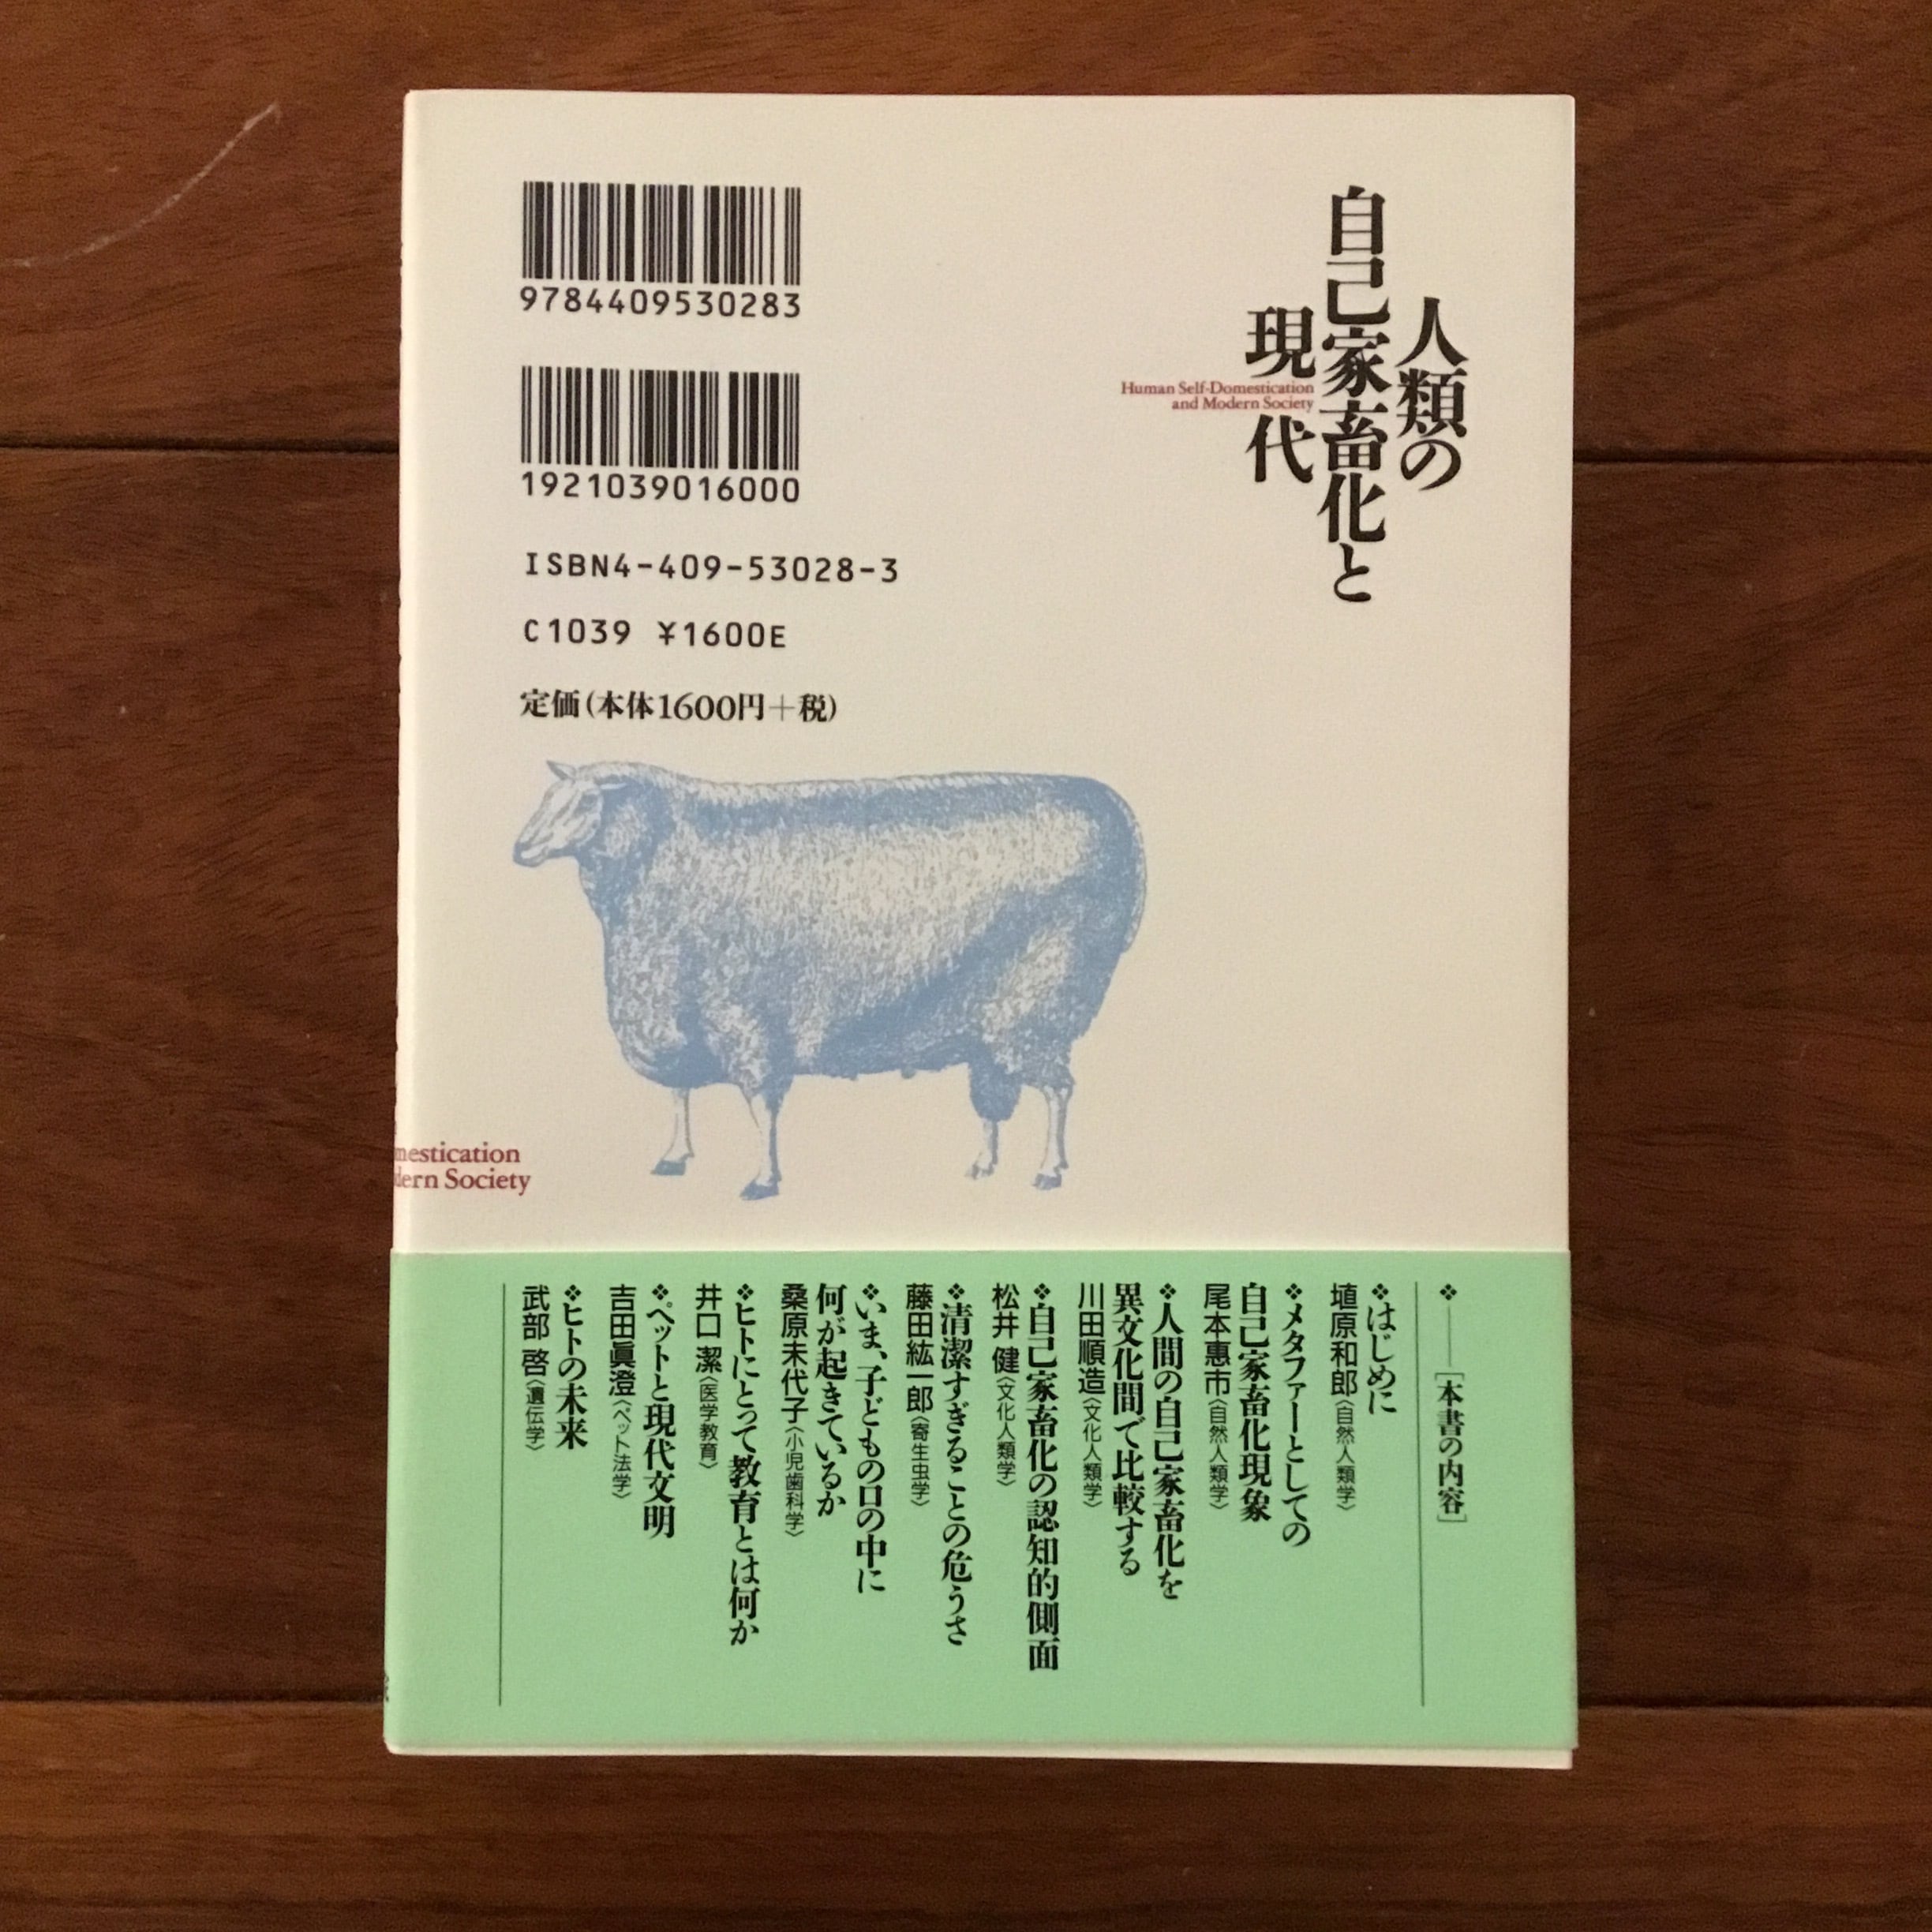 人類の
自己家畜化と
現代
Human Self-Domestication
and Modern Society
9784409530283
1921039016000
ISBN4-409-53028-3
C1039 ¥1600E
定価(本体1600円+税)
mestication
dern Society
❖──[本書の内容]
❖はじめに
埴原和郎〈自然人類学〉
❖メタファーとしての
自己家畜化現象
尾本惠市〈自然人類学〉
❖人間の自己家畜化を
異文化間で比較する
川田順造〈文化人類学〉
❖自己家畜化の認知的側面
松井 健〈文化人類学〉
❖清潔すぎることの危うさ
藤田紘一郎〈寄生虫学〉
❖いま、子どもの口の中に
何が起きているか
桑原未代子〈小児歯科学〉
❖ヒトにとって教育とは何か
井口 潔〈医学教育〉
❖ペットと現代文明
吉田眞澄〈ペット法学〉
❖ヒトの未来
武部 啓〈遺伝学〉